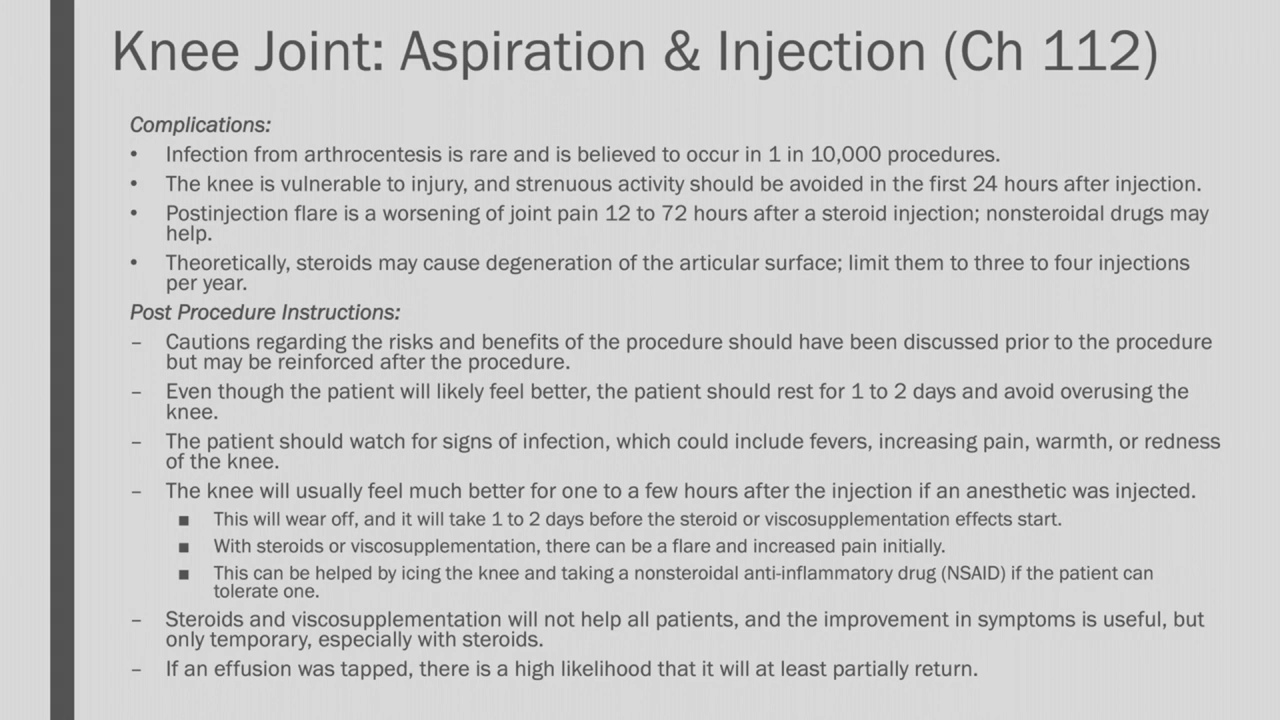 Knee Joint: Aspiration & Injection (Ch 112)
Complications:
• Infection from arthrocentesis is rare and is believed to occur in 1 in 10,000 procedures.
• The knee is vulnerable to injury, and strenuous activity should be avoided in the first 24 hours after injection.
• Postinjection flare is a worsening of joint pain 12 to 72 hours after a steroid injection; nonsteroidal drugs may
help.
• Theoretically, steroids may cause degeneration of the articular surface; limit them to three to four injections
per year.
Post Procedure Instructions:
– Cautions regarding the risks and benefits of the procedure should have been discussed prior to the procedure
but may be reinforced after the procedure.
– Even though the patient will likely feel better, the patient should rest for 1 to 2 days and avoid overusing the
knee.
– The patient should watch for signs of infection, which could include fevers, increasing pain, warmth, or redness
of the knee.
– The knee will usually feel much better for one to a few hours after the injection if an anesthetic was injected.
■ This will wear off, and it will take 1 to 2 days before the steroid or viscosupplementation effects start.
■ With steroids or viscosupplementation, there can be a flare and increased pain initially.
■ This can be helped by icing the knee and taking a nonsteroidal anti-inflammatory drug (NSAID) if the patient can
tolerate one.
– Steroids and viscosupplementation will not help all patients, and the improvement in symptoms is useful, but
only temporary, especially with steroids.
– If an effusion was tapped, there is a high likelihood that it will at least partially return.